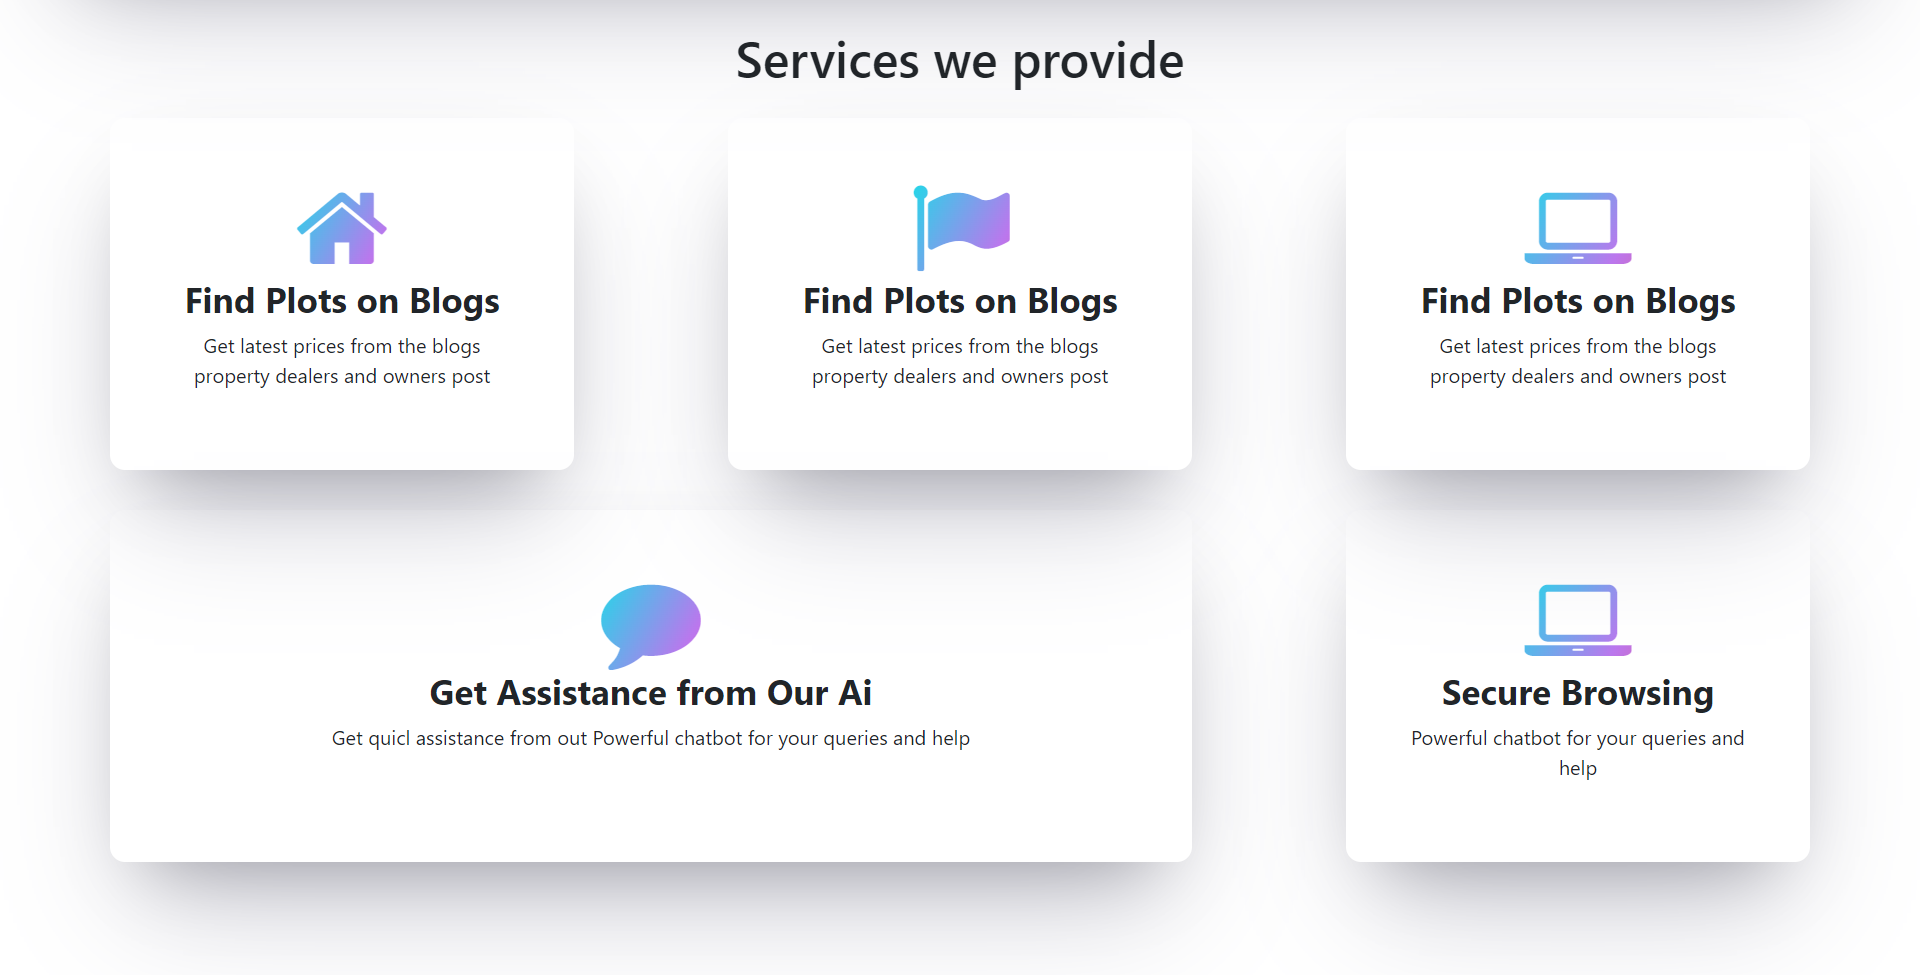 Services we provide
Find Plots on Blogs
Get latest prices from the blogs
property dealers and owners post
Find Plots on Blogs
Get latest prices from the blogs
property dealers and owners post
Find Plots on Blogs
Get latest prices from the blogs
property dealers and owners post
Get Assistance from Our Ai
Get quicl assistance from out Powerful chatbot for your queries and help
Secure Browsing
Powerful chatbot for your queries and
help